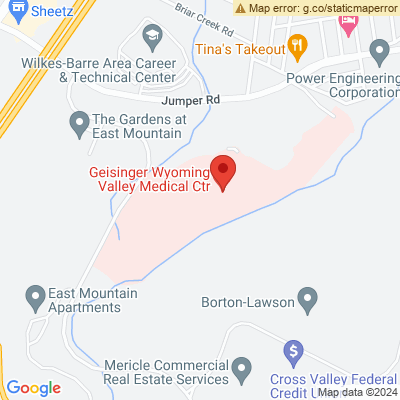 Map error: g.co/staticmaperror
Sheetz
Briar Creek Rd
Tina's Takeout
Wilkes-Barre Area Career
& Technical Center
Power Engineering
Corporation
Jumper Rd
The Gardens at
East Mountain
Geisinger Wyoming
Valley Medical Ctr
East Mountain
Apartments
Borton-Lawson
Mericle Commercial
Real Estate Services
Cross Valley Federal
Credit U
Google
Map data ©2024